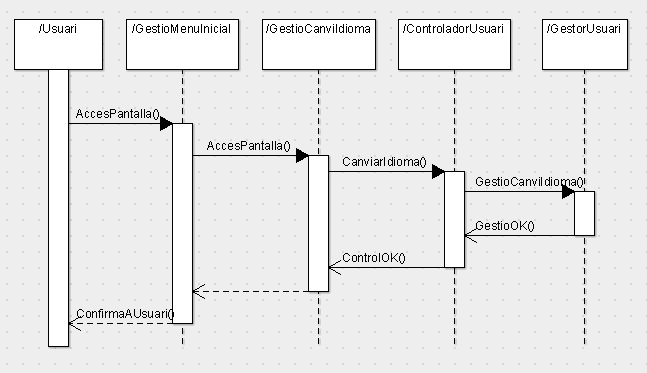 /Usuari
/GestioMenuInicial
/GestioCanviIdioma
/ControladorUsuari
/GestorUsuari
AccesPantalla()
AccesPantalla()
CanviarIdioma()
GestioCanviIdioma()
GestioOK()
ControlOK()
ConfirmaAUsuari()